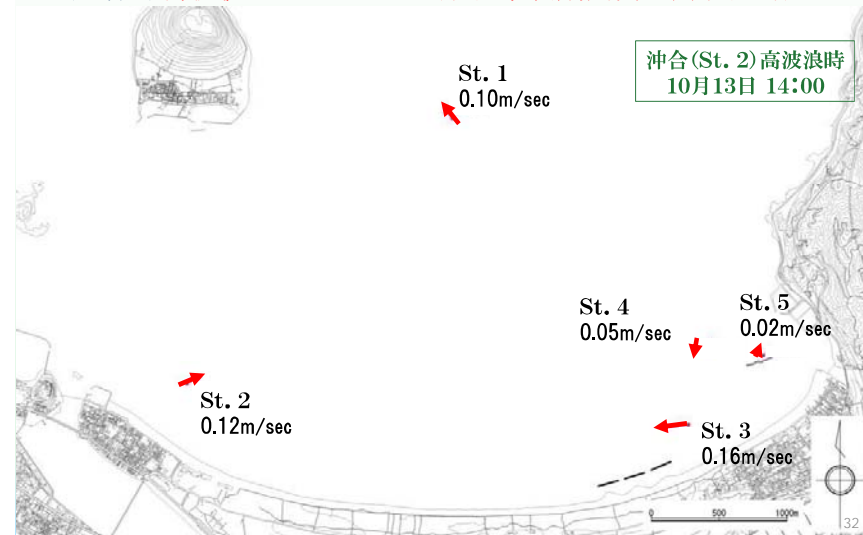 沖合(St. 2)高波浪時
10月13日 14:00
St. 1
0.10m/sec
St. 4
0.05m/sec
St. 5
0.02m/sec
St. 2
0.12m/sec
St. 3
0.16m/sec
0 500 1000m
32